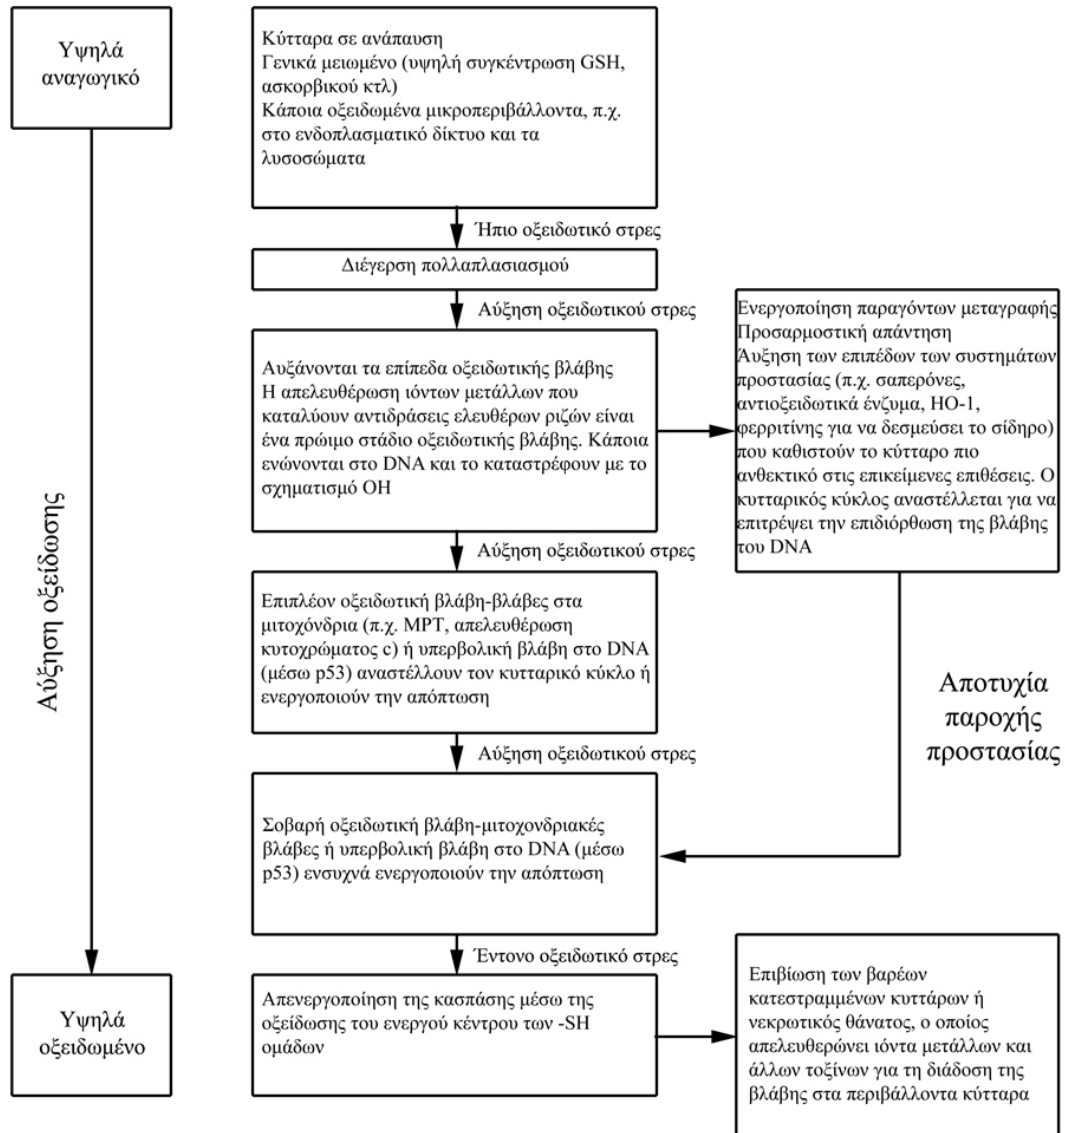 Υψηλά
αναγωγικό
Κύτταρα σε ανάπαυση
Γενικά μειωμένο (υψηλή συγκέντρωση GSH,
ασκορβικού κτλ)
Κάποια οξειδωμένα μικροπεριβάλλοντα, π.χ.
στο ενδοπλασματικό δίκτυο και τα
λυσοσώματα
Ήπιο οξειδωτικό στρες
Διέγερση πολλαπλασιασμού
Αύξηση οξειδωτικού στρες
Αυξάνονται τα επίπεδα οξειδωτικής βλάβης
Η απελευθέρωση ιόντων μετάλλων που
καταλύουν αντιδράσεις ελευθέρων ριζών είναι
ένα πρώιμο στάδιο οξειδωτικής βλάβης. Κάποια
ενώνονται στο DNA και το καταστρέφουν με το
σχηματισμό OH
Ενεργοποίηση παραγόντων μεταγραφής
Προσαρμοστική απάντηση
Άυξηση των επιπέδων των συστημάτων
προστασίας (π.χ. σαπερόνες,
αντιοξειδωτικά ένζυμα, HO-1,
φερριτίνης για να δεσμεύσει το σίδηρο)
που καθιστούν το κύτταρο πιο
ανθεκτικό στις επικείμενες επιθέσεις. Ο
κυτταρικός κύκλος αναστέλλεται για να
επιτρέψει την επιδιόρθωση της βλάβης
του DNA
Αύξηση οξειδωτικού στρες
Επιπλέον οξειδωτική βλάβη-βλάβες στα
μιτοχόνδρια (π.χ. MPT, απελευθέρωση
κυτοχρώματος c) ή υπερβολική βλάβη στο DNA
(μέσω p53) αναστέλλουν τον κυτταρικό κύκλο ή
ενεργοποιούν την απόπτωση
Αύξηση οξείδωσης
Αποτυχία
παροχής
προστασίας
Αύξηση οξειδωτικού στρες
Σοβαρή οξειδωτική βλάβη-μιτοχονδριακές
βλάβες ή υπερβολική βλάβη στο DNA (μέσω
p53) ενσυχνά ενεργοποιούν την απόπτωση
Έντονο οξειδωτικό στρες
Υψηλά
οξειδωμένο
Απενεργοποίηση της κασπάσης μέσω της
οξείδωσης του ενεργού κέντρου των -SH
ομάδων
Επιβίωση των βαρέων
κατεστραμμένων κυττάρων ή
νεκρωτικός θάνατος, ο οποίος
απελευθερώνει ιόντα μετάλλων και
άλλων τοξίνων για τη διάδοση της
βλάβης στα περιβάλλοντα κύτταρα